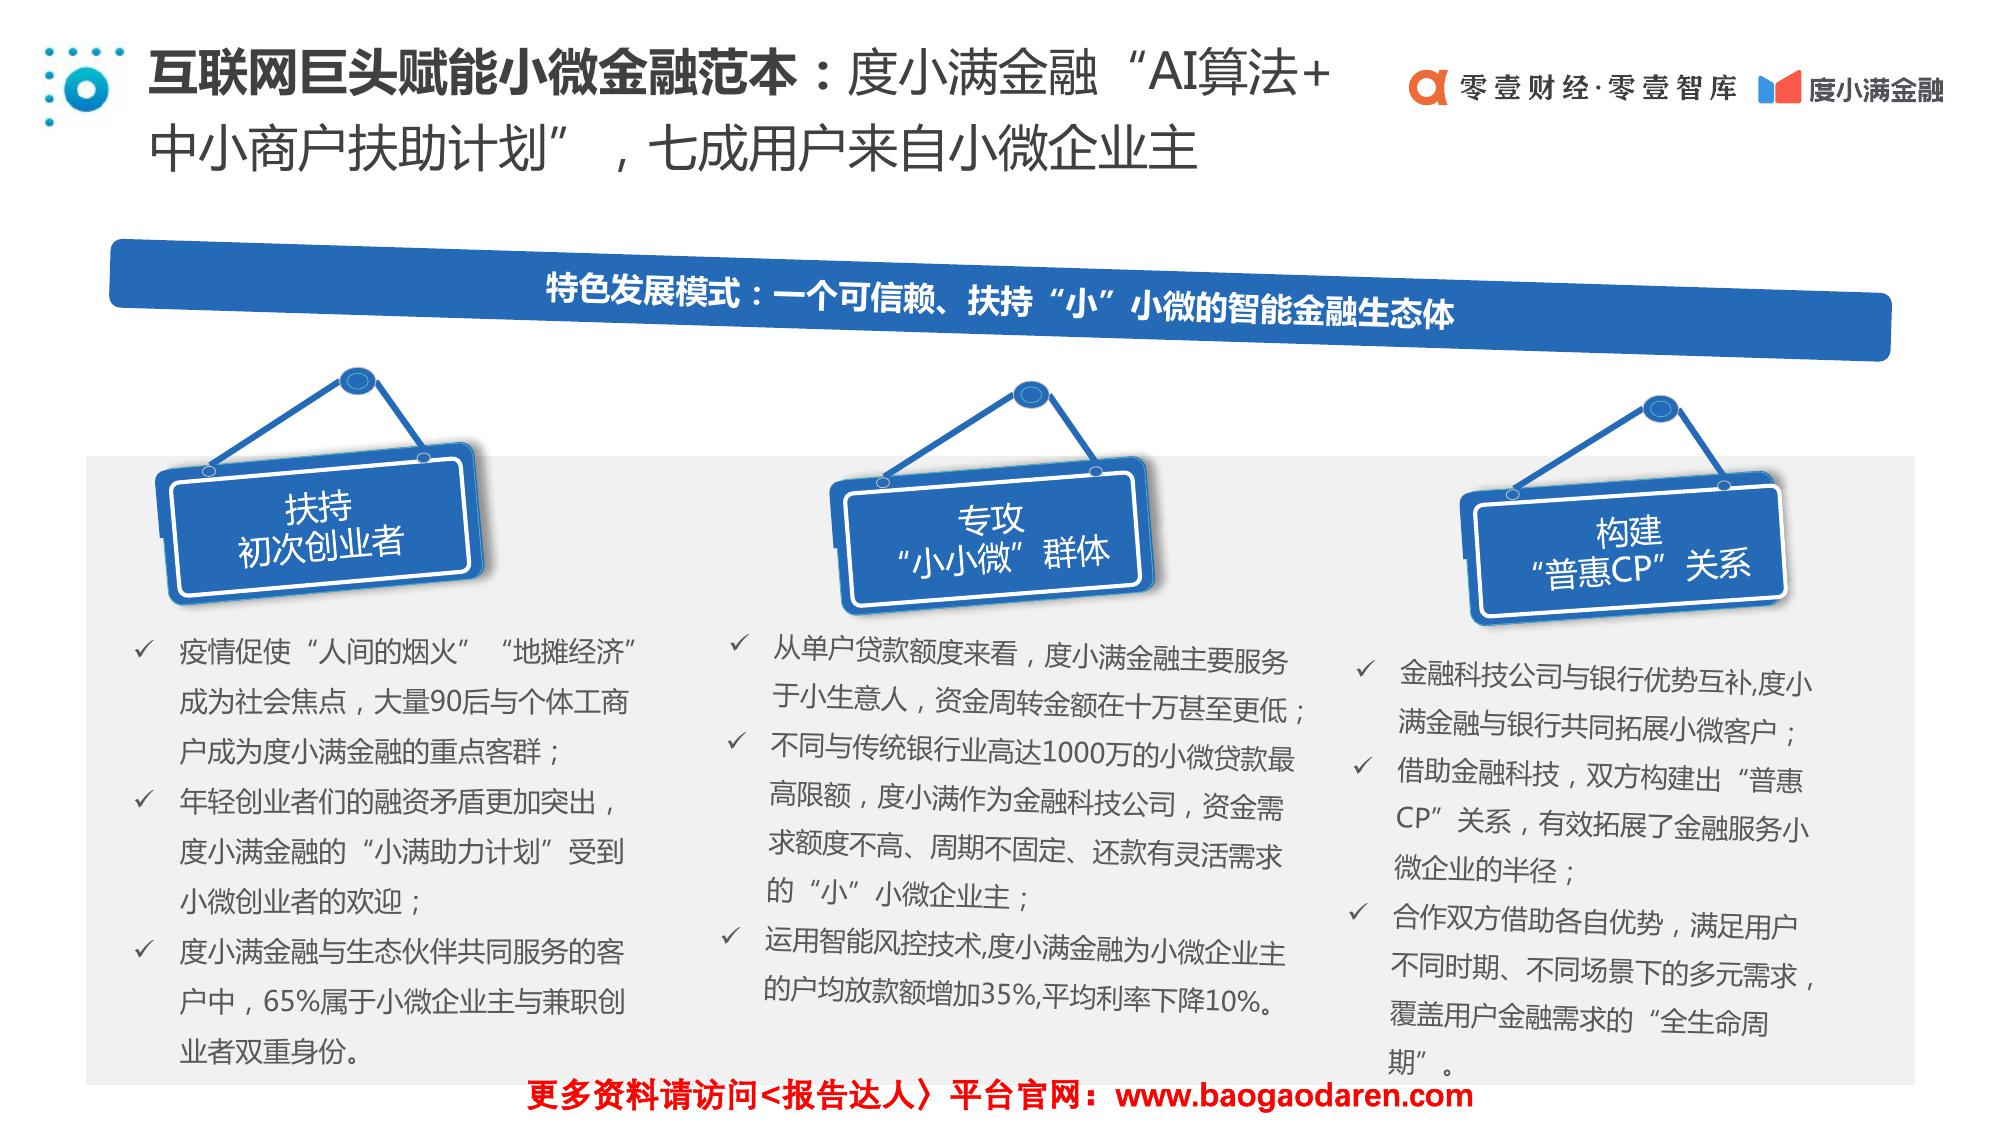 互联网巨头赋能小微金融范本：度小满金融“AI算法+
中小商户扶助计划”，七成用户来自小微企业主
零壹财经·零壹智库
度小满金融
特色发展模式：一个可信赖、扶持“小”小微的智能金融生态体
扶持
初次创业者
疫情促使“人间的烟火”“地摊经济”
成为社会焦点，大量90后与个体工商
户成为度小满金融的重点客群；
年轻创业者们的融资矛盾更加突出，
度小满金融的“小满助力计划”受到
小微创业者的欢迎；
度小满金融与生态伙伴共同服务的客
户中，65%属于小微企业主与兼职创
业者双重身份。
专攻
“小小微”群体
从单户贷款额度来看，度小满金融主要服务
于小生意人，资金周转金额在十万甚至更低；
不同与传统银行业高达1000万的小微贷款最
高限额，度小满作为金融科技公司，资金需
求额度不高、周期不固定、还款有灵活需求
的“小”小微企业主；
运用智能风控技术,度小满金融为小微企业主
的户均放款额增加35%,平均利率下降10%。
构建
“普惠CP”关系
金融科技公司与银行优势互补,度小
满金融与银行共同拓展小微客户；
借助金融科技，双方构建出“普惠
CP”关系，有效拓展了金融服务小
微企业的半径；
合作双方借助各自优势，满足用户
不同时期、不同场景下的多元需求，
覆盖用户金融需求的“全生命周
期”。
更多资料请访问<报告达人〉平台官网：www.baogaodaren.com